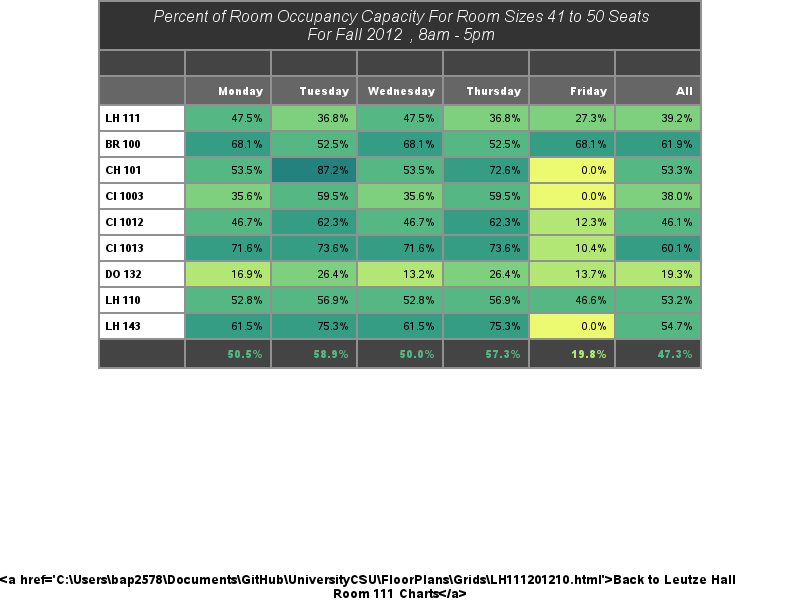 Percent of Room Occupancy Capacity For Room Sizes 41 to 50 Seats
For Fall 2012 , 8am - 5pm
Monday Tuesday Wednesday Thursday Friday All
LH 111 47.5% 36.8% 47.5% 36.8% 27.3% 39.2%
BR 100 68.1% 52.5% 68.1% 52.5% 68.1% 61.9%
CH 101 53.5% 87.2% 53.5% 72.6% 0.0% 53.3%
CI 1003 35.6% 59.5% 35.6% 59.5% 0.0% 38.0%
CI 1012 46.7% 62.3% 46.7% 62.3% 12.3% 46.1%
CI 1013 71.6% 73.6% 71.6% 73.6% 10.4% 60.1%
DO 132 16.9% 26.4% 13.2% 26.4% 13.7% 19.3%
LH 110 52.8% 56.9% 52.8% 56.9% 46.6% 53.2%
LH 143 61.5% 75.3% 61.5% 75.3% 0.0% 54.7%
50.5% 58.9% 50.0% 57.3% 19.8% 47.3%
<a href='C:\Users\bap2578\Documents\GitHub\UniversityCSU\FloorPlans\Grids\LH111201210.html'>Back to Leutze Hall
Room 111 Charts</a>